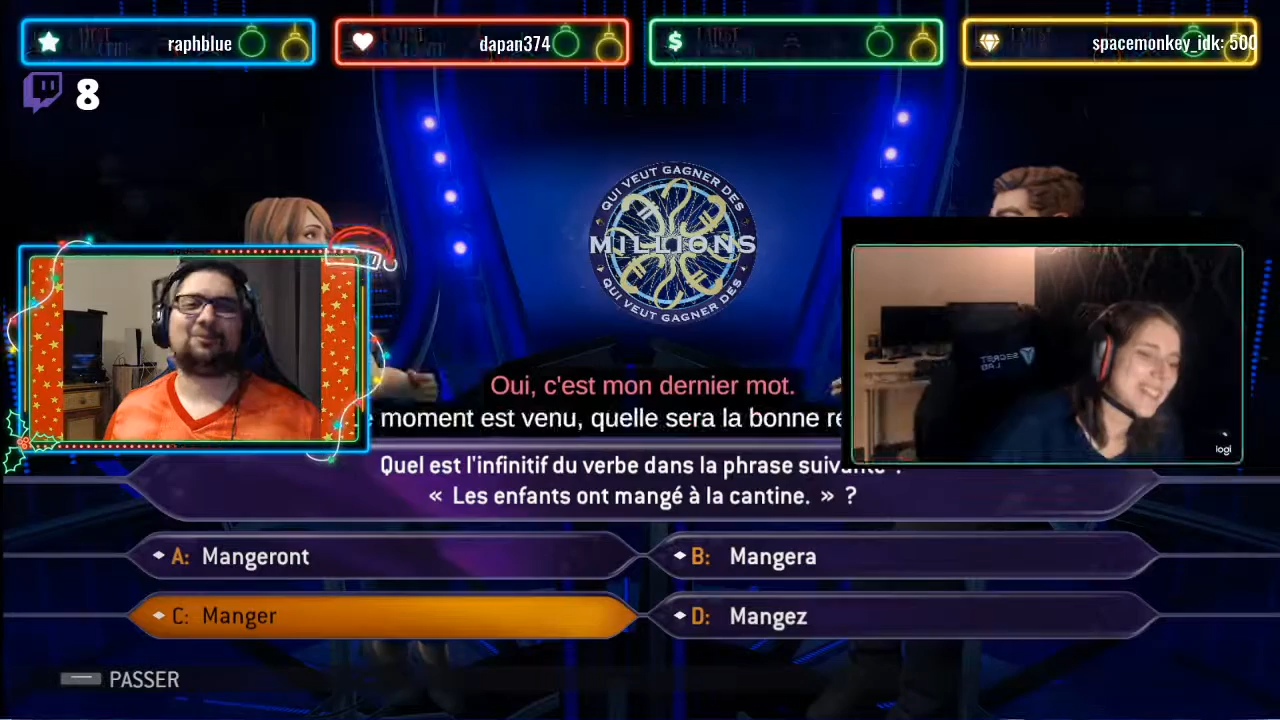 raphblue
dapan374
$
spacemonkey_idk: 500
8
QUI VEUT GAGNER DES
MILLIONS
QUI VEUT GAGNER DES
Oui, c'est mon dernier mot.
moment est venu, quelle sera la bonne
SECRET
LAB
logi
Quel est l'infinitif du verbe dans la phrase
« Les enfants ont mangé à la cantine. » ?
A: Mangeront
B: Mangera
C: Manger
D: Mangez
PASSER